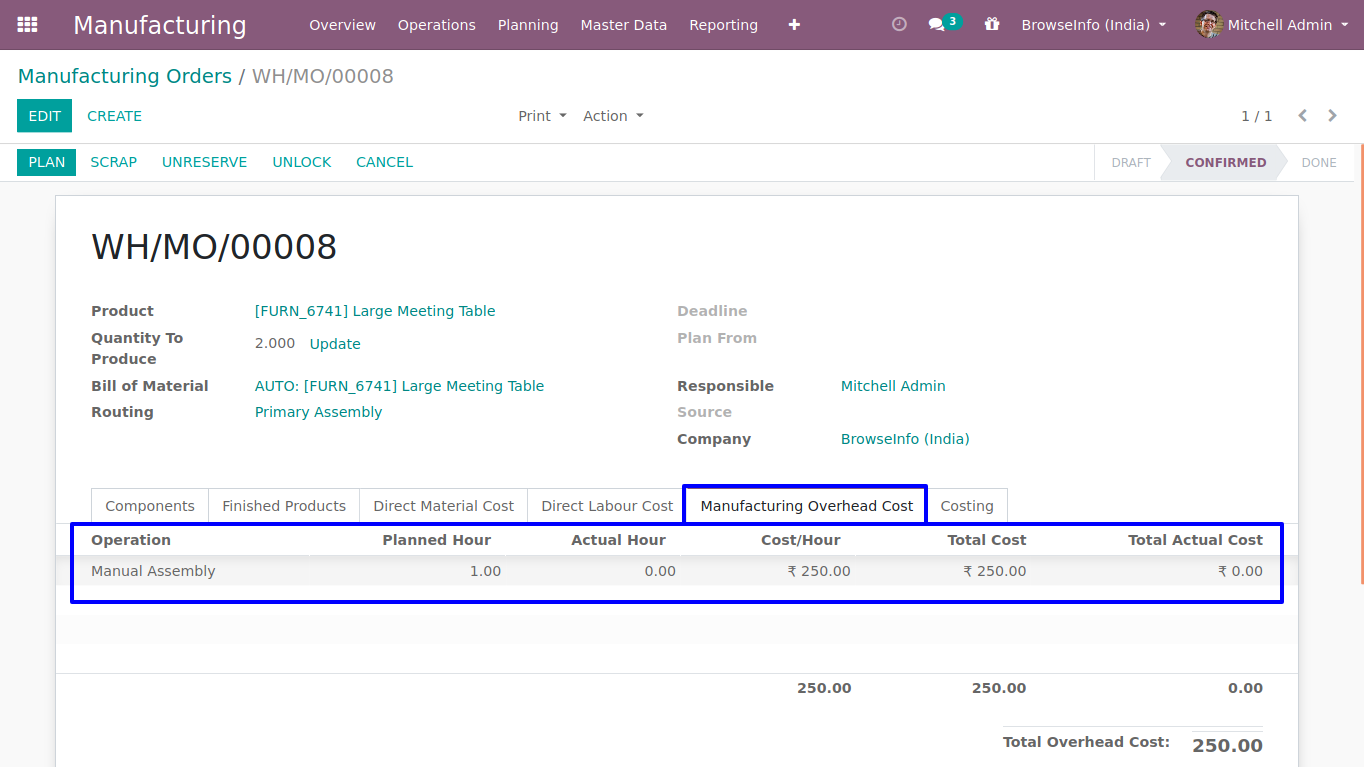 Manufacturing Overview Operations Planning Master Data Reporting 3 BrowseInfo (India) Mitchell Admin
Manufacturing Orders / WH/MO/00008
EDIT CREATE Print Action 1 / 1
PLAN SCRAP UNRESERVE UNLOCK CANCEL DRAFT CONFIRMED DONE
WH/MO/00008
Product [FURN_6741] Large Meeting Table Deadline
Quantity To Produce 2.000 Update Plan From
Bill of Material AUTO: [FURN_6741] Large Meeting Table Responsible Mitchell Admin
Routing Primary Assembly Source
Company BrowseInfo (India)
Components Finished Products Direct Material Cost Direct Labour Cost Manufacturing Overhead Cost Costing
Operation Planned Hour Actual Hour Cost/Hour Total Cost Total Actual Cost
Manual Assembly 1.00 0.00 ₹ 250.00 ₹ 250.00 ₹ 0.00
250.00 250.00 0.00
Total Overhead Cost: 250.00